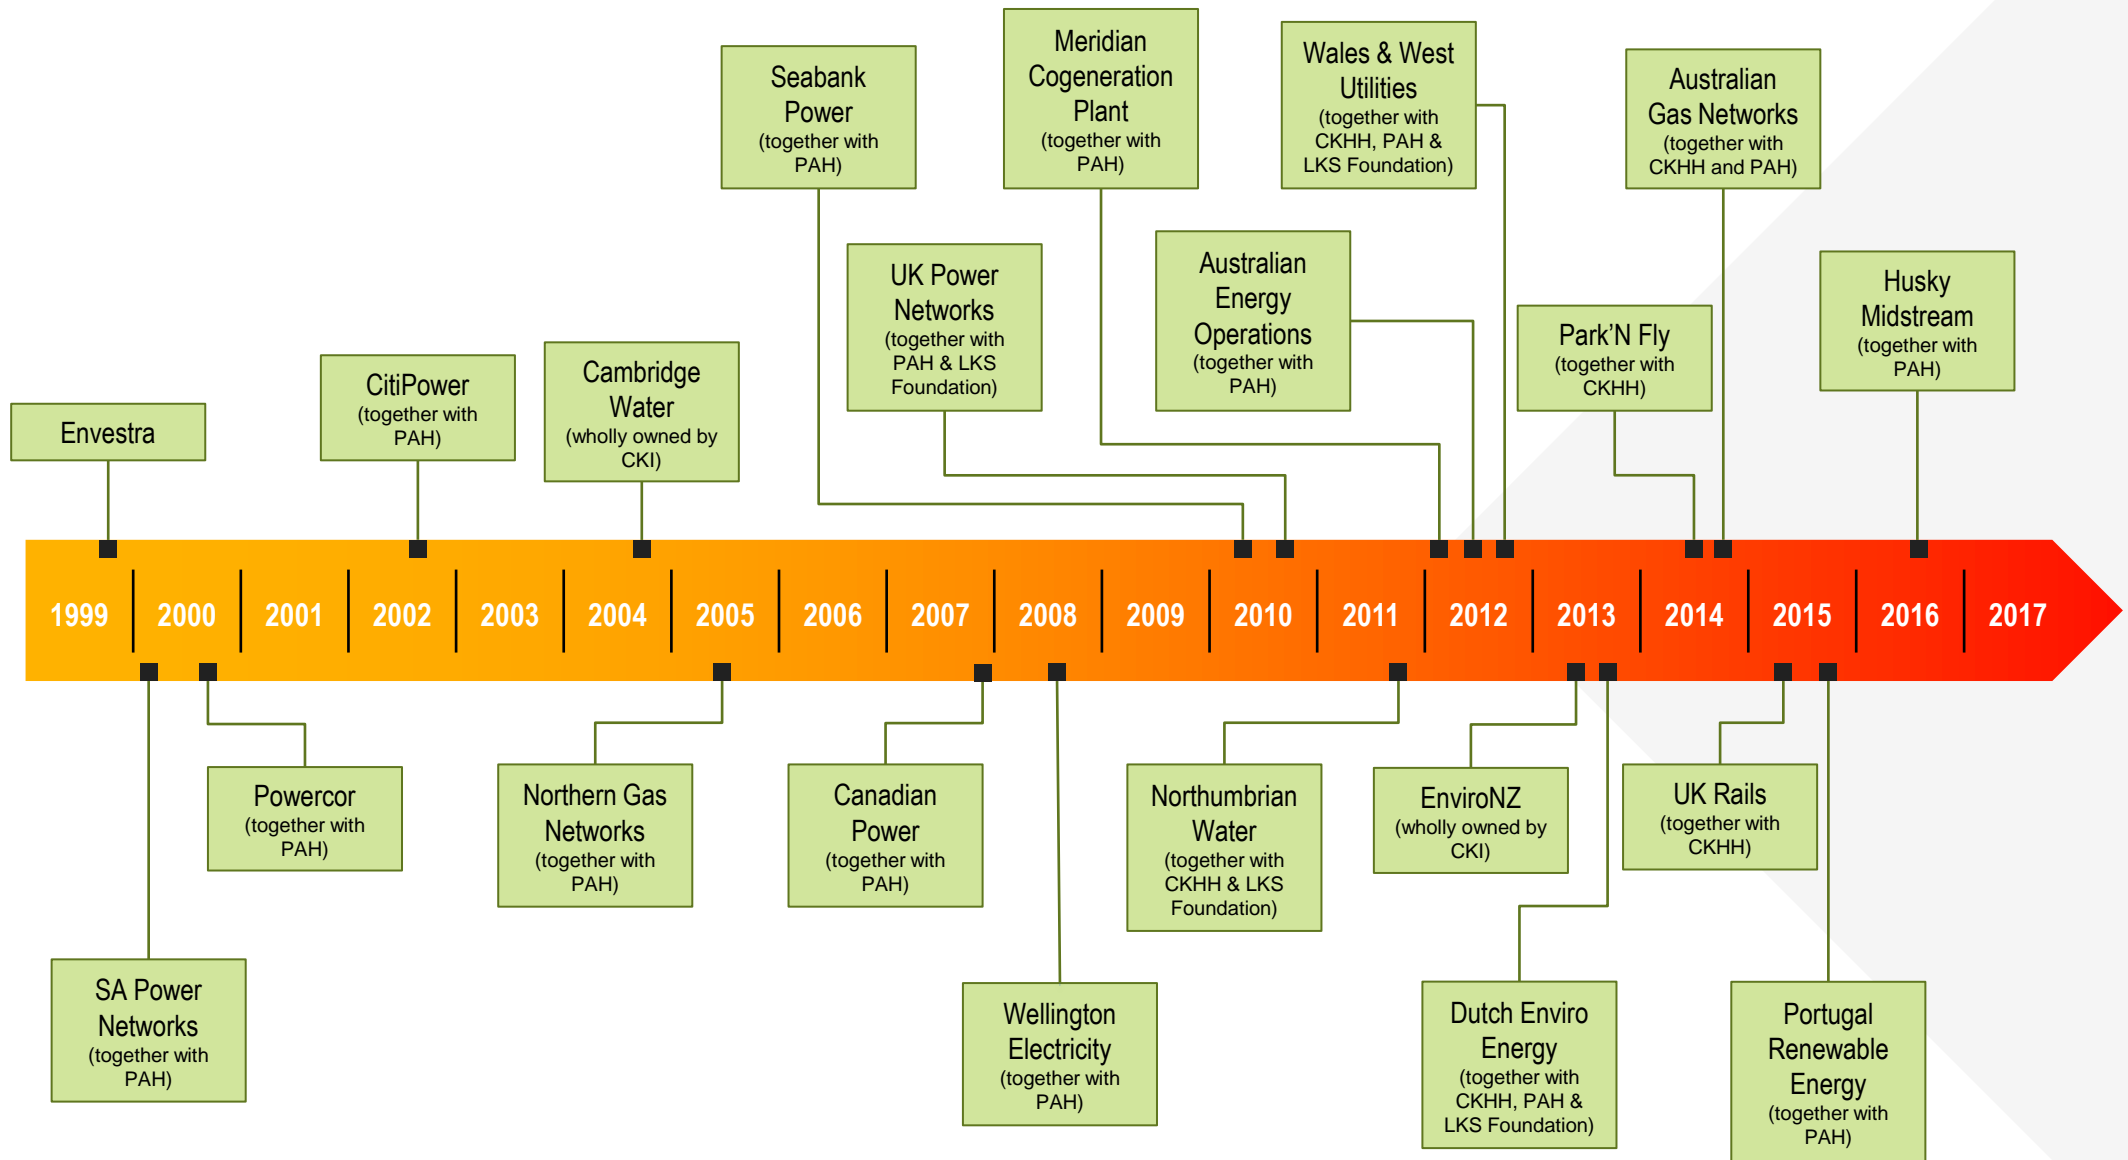 Seabank
Power
(together with
PAH)
Meridian
Cogeneration
Plant
(together with
PAH)
Wales & West
Utilities
(together with
CKHH, PAH &
LKS Foundation)
Australian
Gas Networks
(together with
CKHH and PAH)
UK Power
Networks
(together with
PAH & LKS
Foundation)
Australian
Energy
Operations
(together with
PAH)
Husky
Midstream
(together with
PAH)
Park’N Fly
(together with
CKHH)
Envestra
CitiPower
(together with
PAH)
Cambridge
Water
(wholly owned by
CKI)
1999 2000 2001 2002 2003 2004 2005 2006 2007 2008 2009 2010 2011 2012 2013 2014 2015 2016 2017
Powercor
(together with
PAH)
Northern Gas
Networks
(together with
PAH)
Canadian
Power
(together with
PAH)
Northumbrian
Water
(together with
CKHH & LKS
Foundation)
EnviroNZ
(wholly owned by
CKI)
UK Rails
(together with
CKHH)
SA Power
Networks
(together with
PAH)
Wellington
Electricity
(together with
PAH)
Dutch Enviro
Energy
(together with
CKHH, PAH &
LKS Foundation)
Portugal
Renewable
Energy
(together with
PAH)